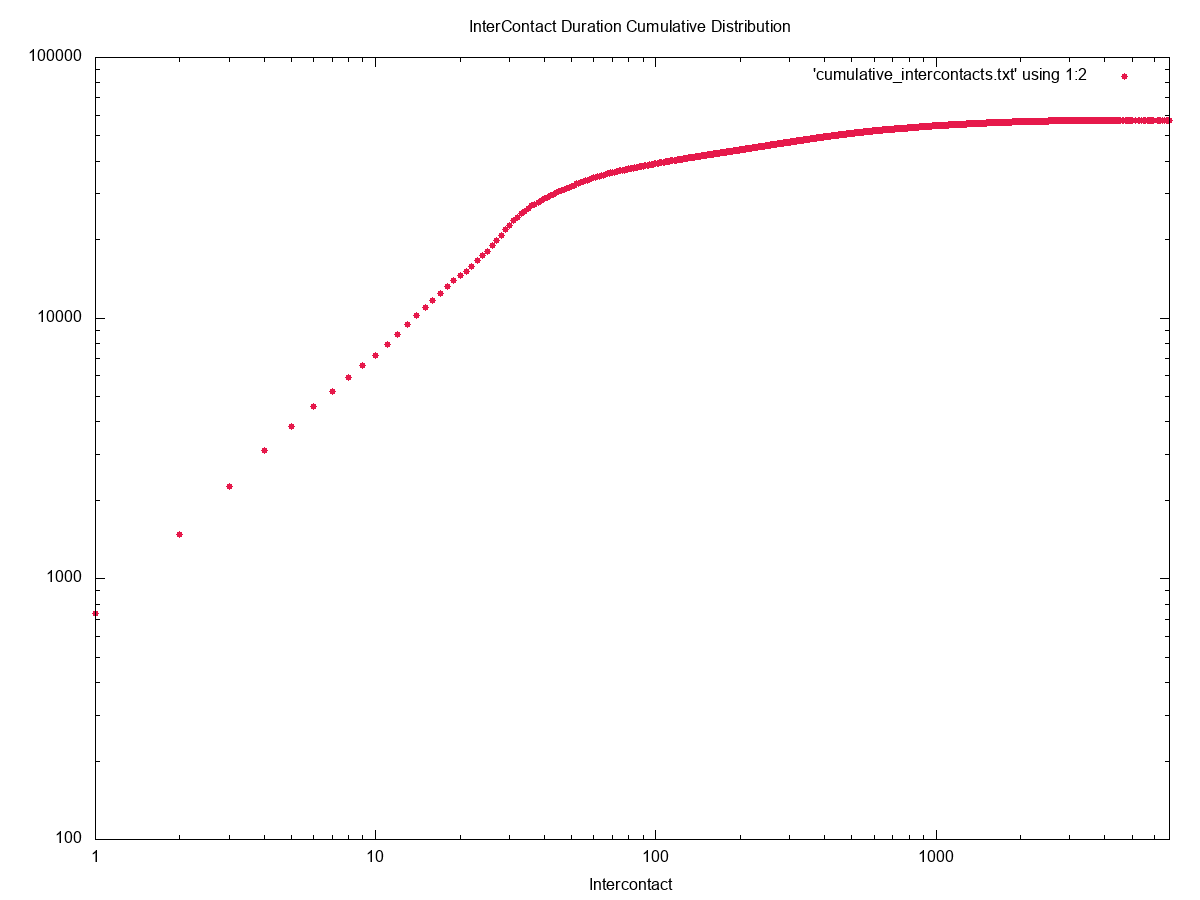 InterContact Duration Cumulative Distribution
100000
'cumulative_intercontacts.txt' using 1:2
10000
1000
100
1 10 100 1000
Intercontact